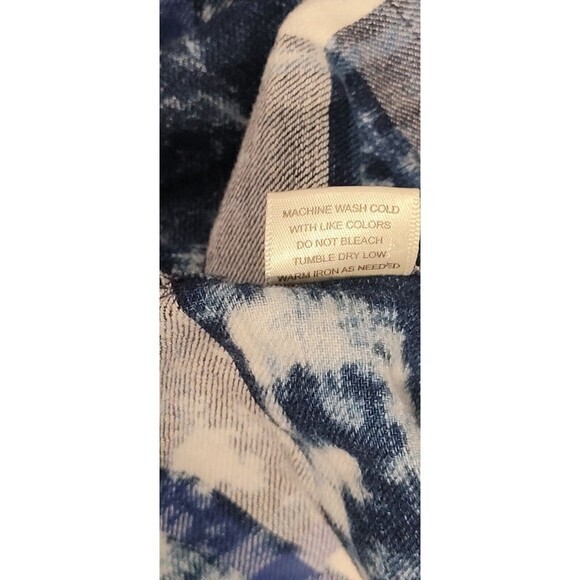 MACHINE WASH COLD
WITH LIKE COLORS
DO NOT BLEACH
TUMBLE DRY LOW
WARM IRON AS NEEDED